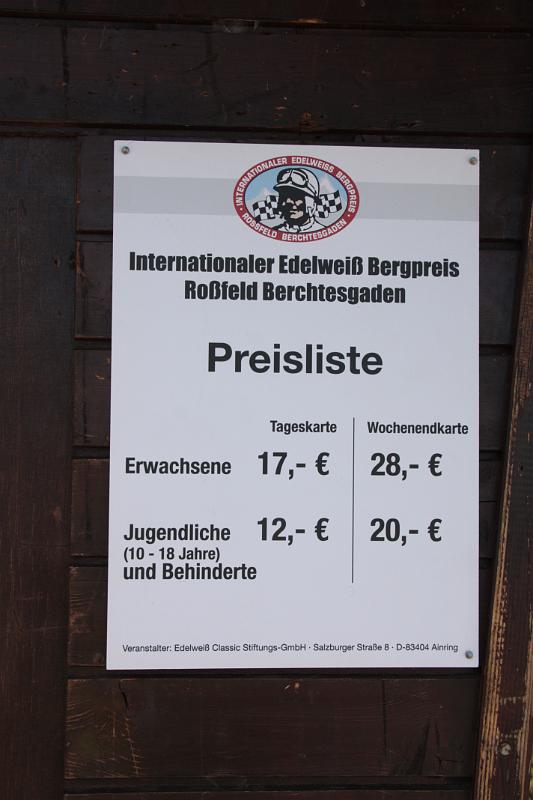 INTERNATIONALER EDELWEISS BERGPREIS
ROSSFELD BERCHTESGADEN
Internationaler Edelweiß Bergpreis
Roßfeld Berchtesgaden
Preisliste
Tageskarte Wochenendkarte
Erwachsene 17,- € 28,- €
Jugendliche 12,- € 20,- €
(10 - 18 Jahre)
und Behinderte
Veranstalter: Edelweiß Classic Stiftungs-GmbH · Salzburger Straße 8 · D-83404 Ainring